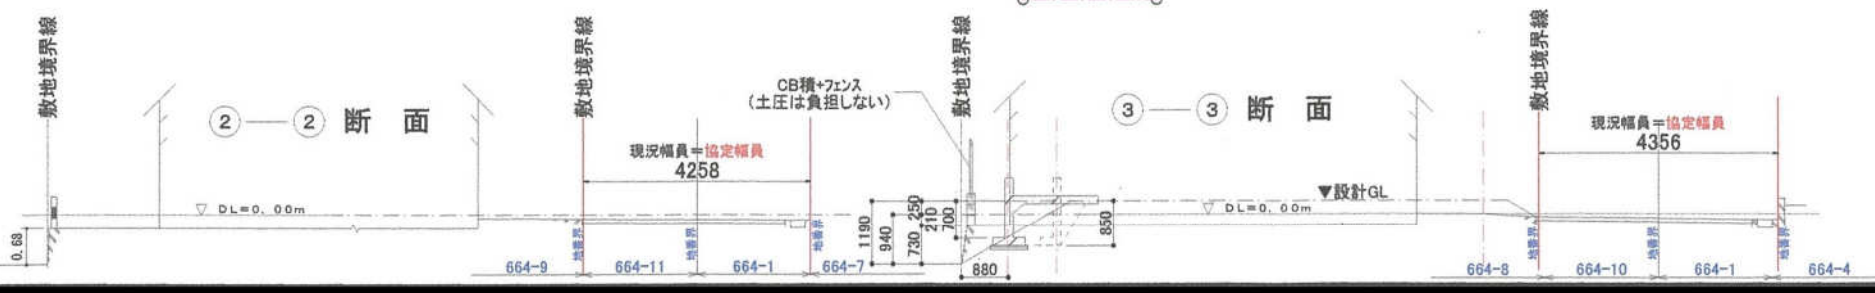 敷地境界線
②―② 断面
▽ DL=0.00m
0.68
敷地境界線
現況幅員=協定幅員
4258
地番界
地番界
地番界
664-9
664-11
664-1
664-7
CB積+フェンス
(土圧は負担しない)
敷地境界線
1190
940
250
210
730
700
880
850
③―③ 断面
▼設計GL
▽ DL=0.00m
敷地境界線
現況幅員=協定幅員
4356
地番界
地番界
地番界
664-8
664-10
664-1
664-4